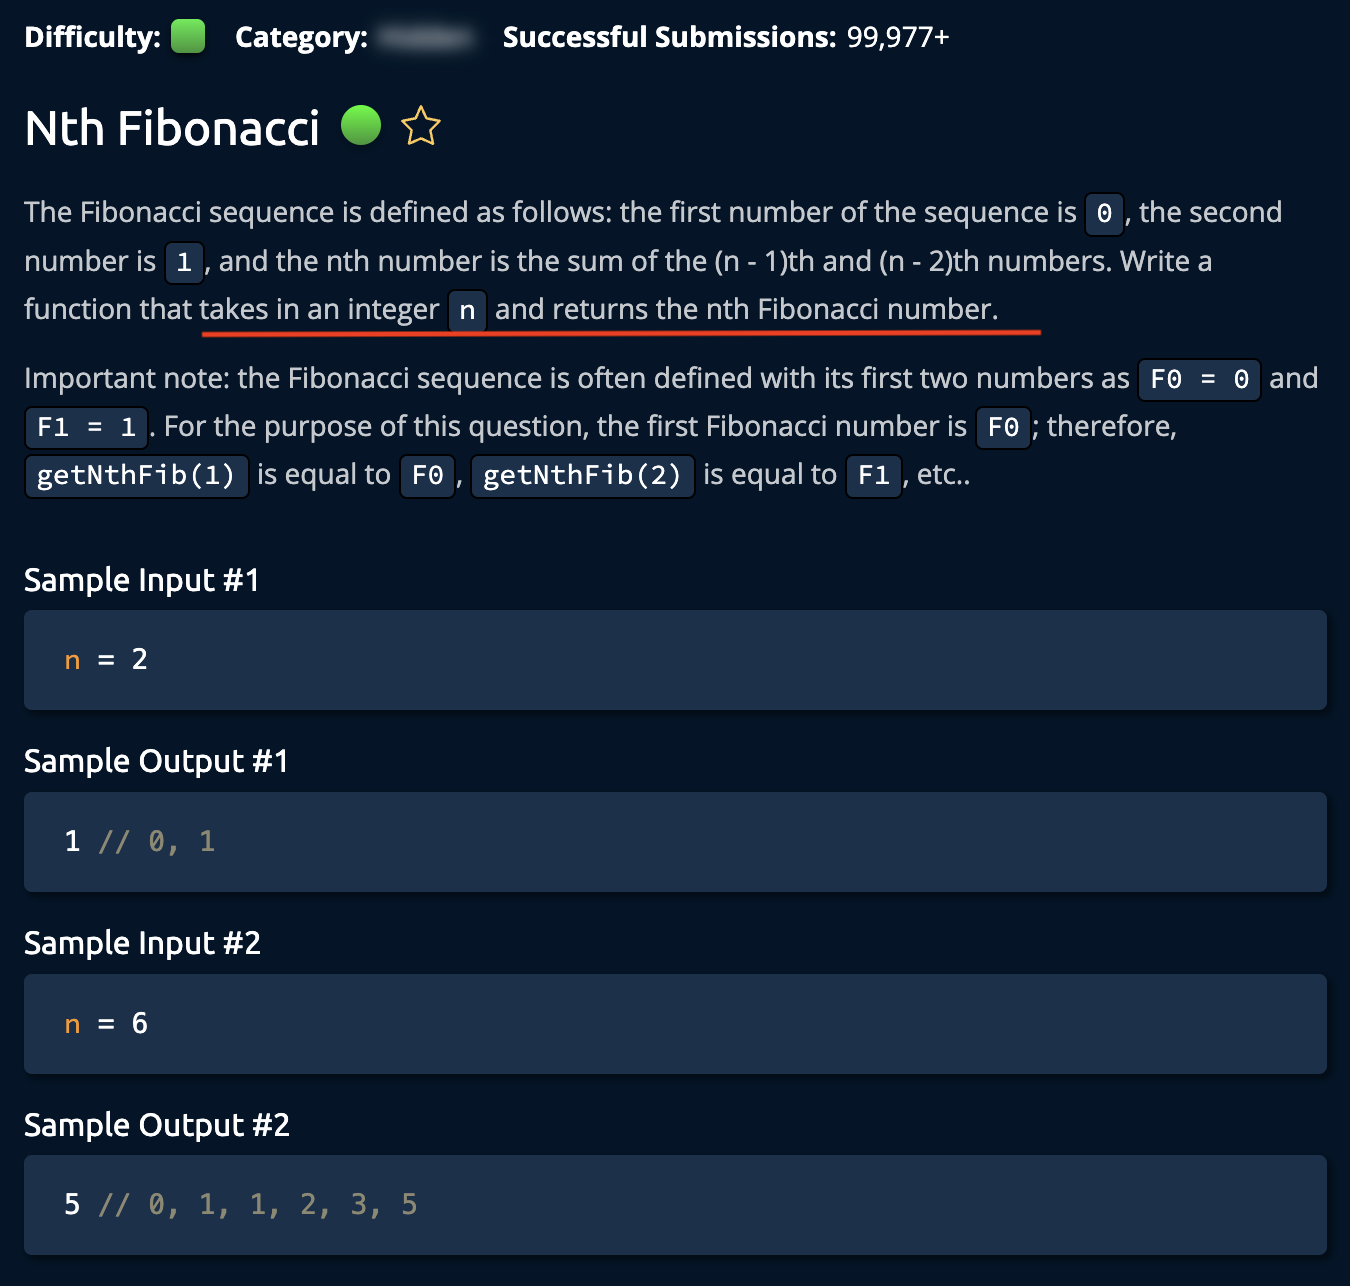 Difficulty: Category: Successful Submissions: 99,977+
Nth Fibonacci
The Fibonacci sequence is defined as follows: the first number of the sequence is 0, the second
number is 1, and the nth number is the sum of the (n - 1)th and (n - 2)th numbers. Write a
function that takes in an integer n and returns the nth Fibonacci number.
Important note: the Fibonacci sequence is often defined with its first two numbers as F0 = 0 and
F1 = 1. For the purpose of this question, the first Fibonacci number is F0; therefore,
getNthFib(1) is equal to F0, getNthFib(2) is equal to F1, etc..
Sample Input #1
n = 2
Sample Output #1
1 // 0, 1
Sample Input #2
n = 6
Sample Output #2
5 // 0, 1, 1, 2, 3, 5